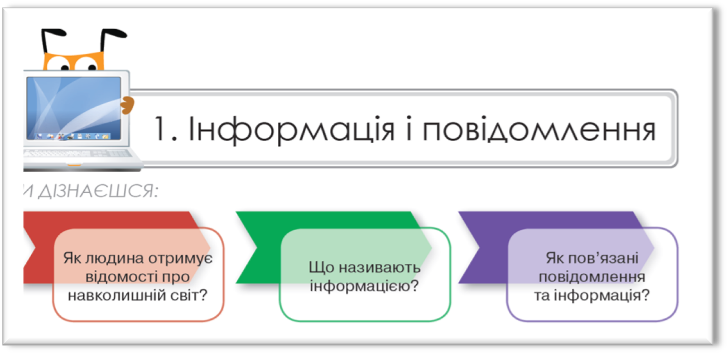 1. Інформація і повідомлення
И ДІЗНАЄШСЯ:
Як людина отримує
відомості про
навколишній світ?
Що називають
інформацією?
Як пов’язані
повідомлення
та інформація?